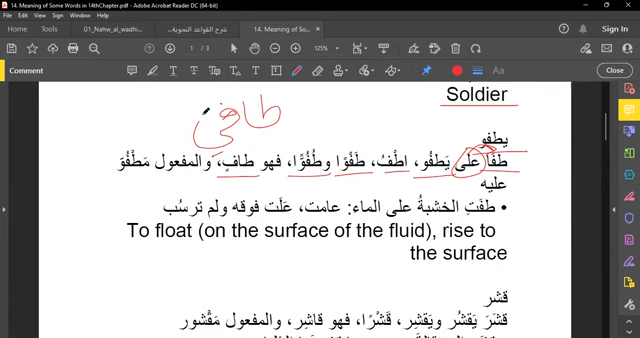 14. Meaning of Some Words in 14thChapter.pdf - Adobe Acrobat Reader DC (64-bit)
File Edit View Sign Window Help
Home Tools 01_Nahw_al_wadhi... شرح القواعد النحوية... 14. Meaning of So... × Sign In
1 / 3 125%
Comment Close
Soldier
طافي
يطفو
طَفَا عَلَى يَطفُو، اطْفُ، طَفْوًا وطُفُوًّا، فهو طافٍ، والمفعول مَطْفُوّ
عليه
• طفَتِ الخشبةُ على الماء: عامت، عَلَت فوقه ولم ترسُب
To float (on the surface of the fluid), rise to
the surface
قشر
قشَرَ يَقشُر ويَقشِر، قَشْرًا، فهو قاشِر، والمفعول مَقْشور